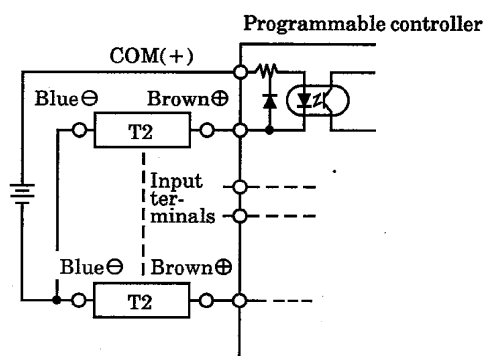 Programmable controller
COM(+)
Blue⊖ Brown⊕
T2
Input
ter-
minals
Blue⊖ Brown⊕
T2